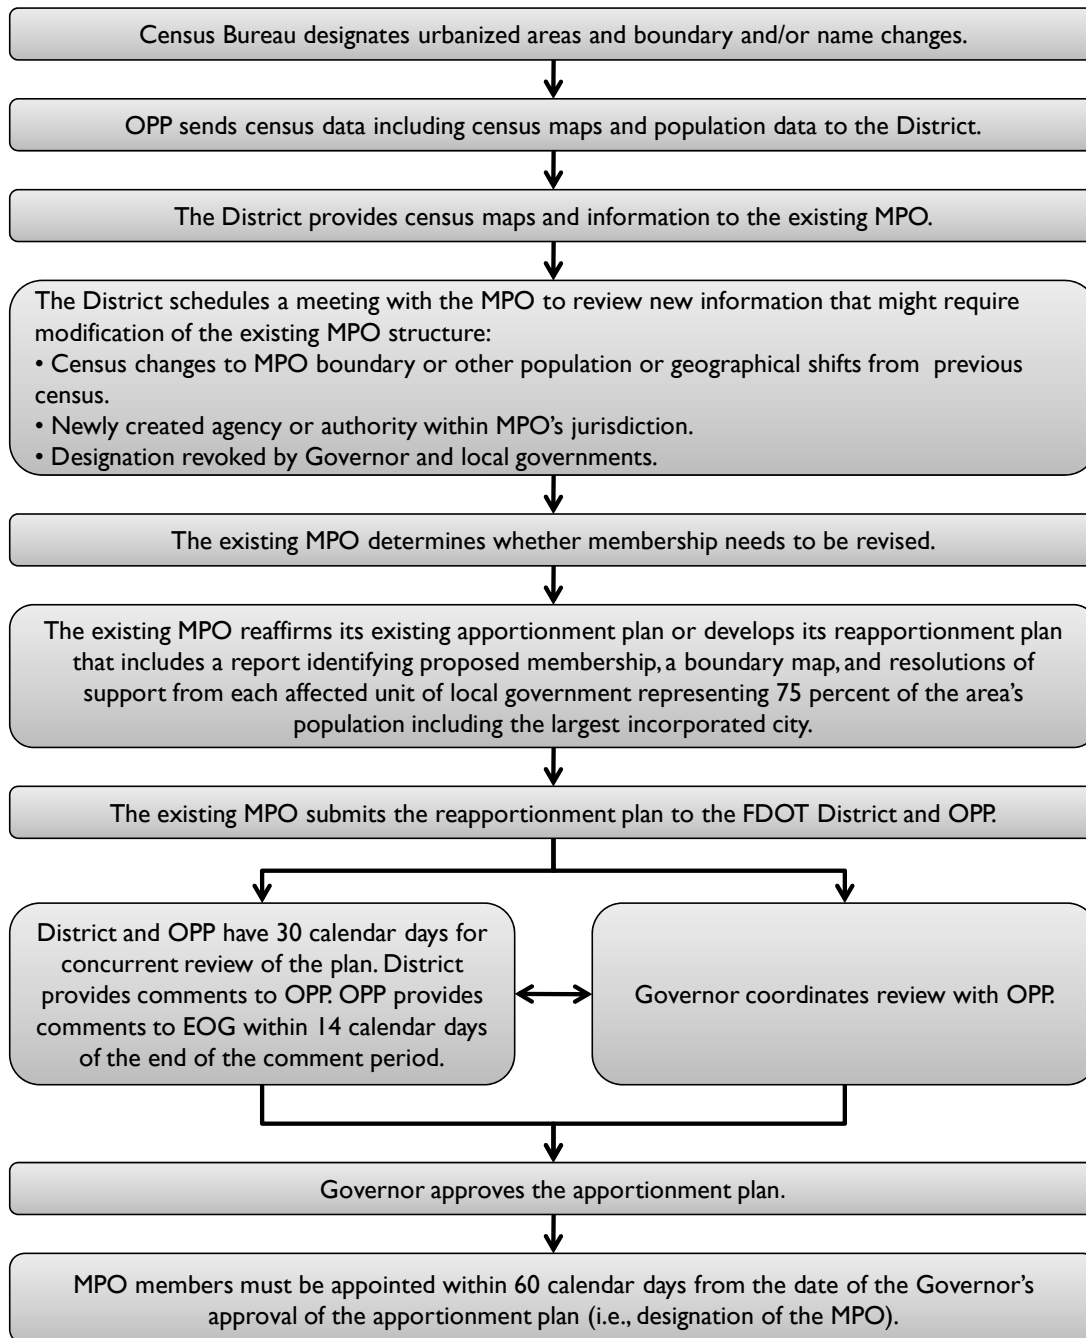 Census Bureau designates urbanized areas and boundary and/or name changes.
OPP sends census data including census maps and population data to the District.
The District provides census maps and information to the existing MPO.
The District schedules a meeting with the MPO to review new information that might require
modification of the existing MPO structure:
• Census changes to MPO boundary or other population or geographical shifts from previous
census.
• Newly created agency or authority within MPO's jurisdiction.
• Designation revoked by Governor and local governments.
The existing MPO determines whether membership needs to be revised.
The existing MPO reaffirms its existing apportionment plan or develops its reapportionment plan
that includes a report identifying proposed membership, a boundary map, and resolutions of
support from each affected unit of local government representing 75 percent of the area's
population including the largest incorporated city.
The existing MPO submits the reapportionment plan to the FDOT District and OPP.
District and OPP have 30 calendar days for
concurrent review of the plan. District
provides comments to OPP. OPP provides
comments to EOG within 14 calendar days
of the end of the comment period.
Governor coordinates review with OPP.
Governor approves the apportionment plan.
MPO members must be appointed within 60 calendar days from the date of the Governor's
approval of the apportionment plan (i.e., designation of the MPO).